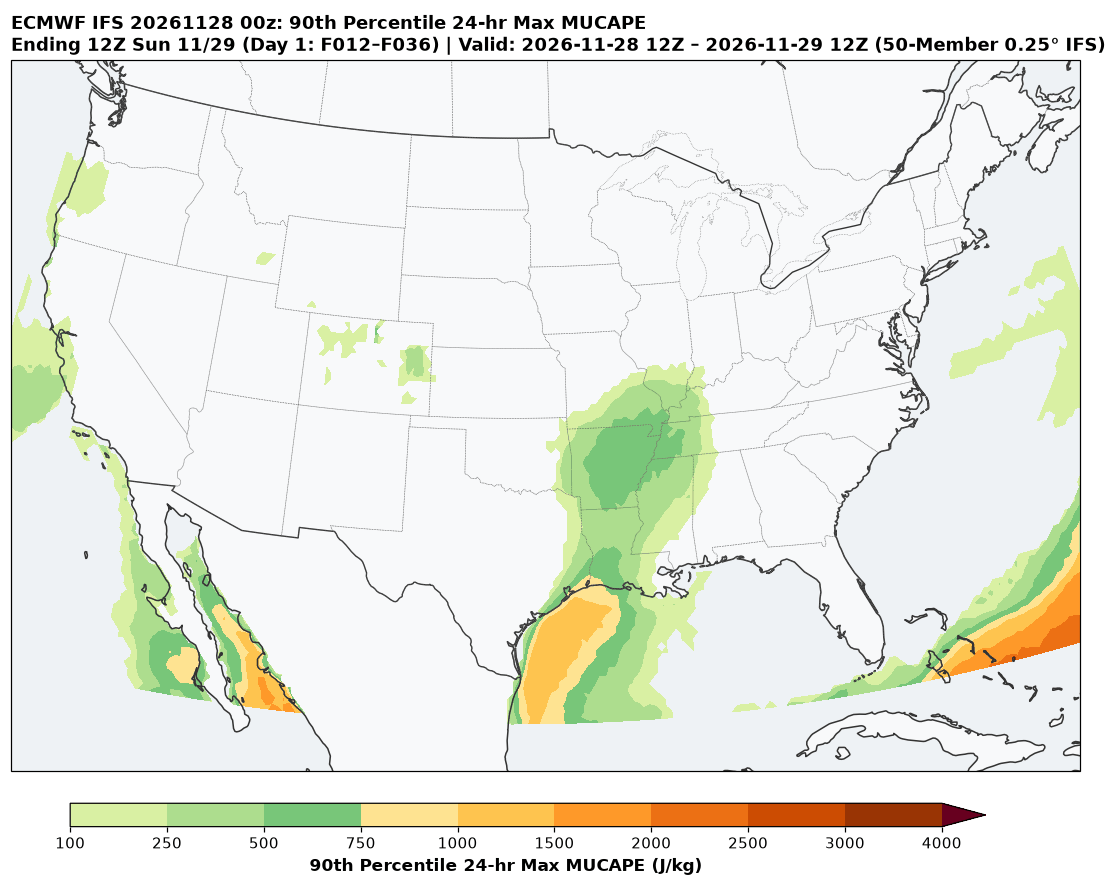 ECMWF IFS 20261128 00z: 90th Percentile 24-hr Max MUCAPE
Ending 12Z Sun 11/29 (Day 1: F012–F036) | Valid: 2026-11-28 12Z – 2026-11-29 12Z (50-Member 0.25° IFS)
100 250 500 750 1000 1500 2000 2500 3000 4000
90th Percentile 24-hr Max MUCAPE (J/kg)